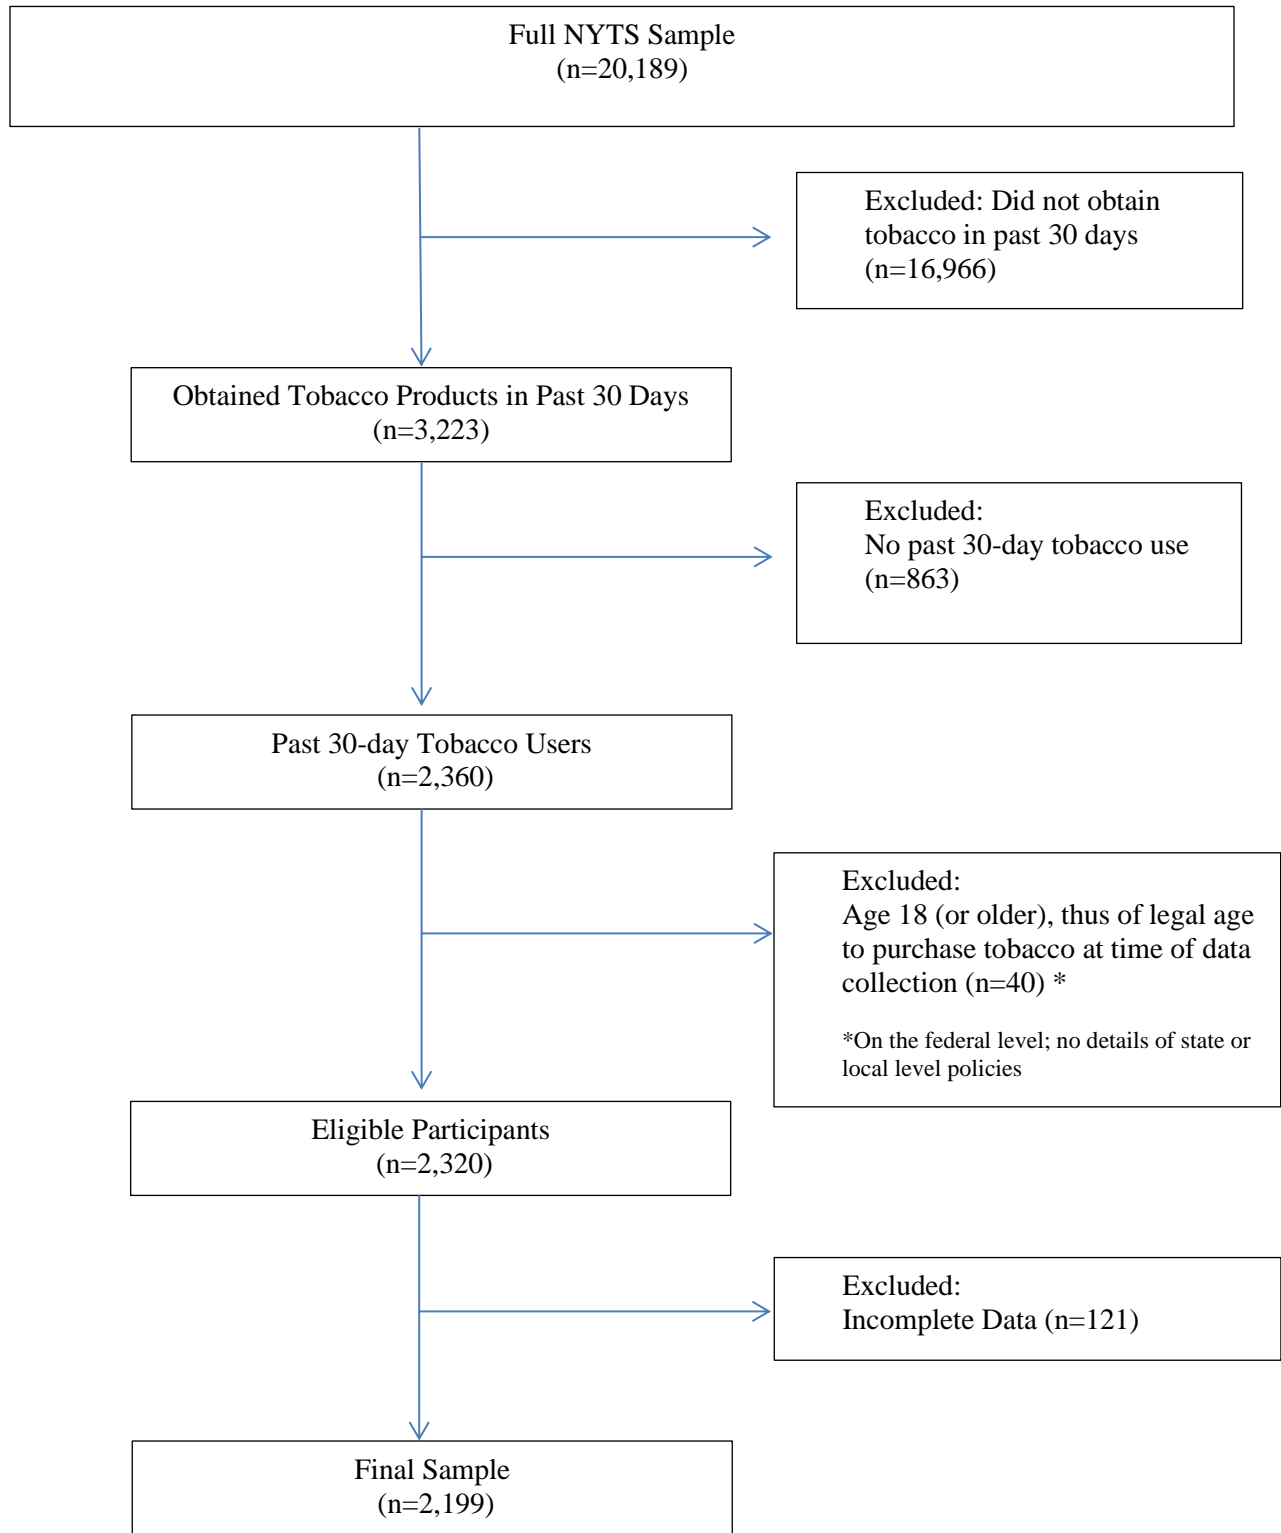 Full NYTS Sample
(n=20,189)
Excluded: Did not obtain
tobacco in past 30 days
(n=16,966)
Obtained Tobacco Products in Past 30 Days
(n=3,223)
Excluded:
No past 30-day tobacco use
(n=863)
Past 30-day Tobacco Users
(n=2,360)
Excluded:
Age 18 (or older), thus of legal age
to purchase tobacco at time of data
collection (n=40) *
*On the federal level; no details of state or
local level policies
Eligible Participants
(n=2,320)
Excluded:
Incomplete Data (n=121)
Final Sample
(n=2,199)